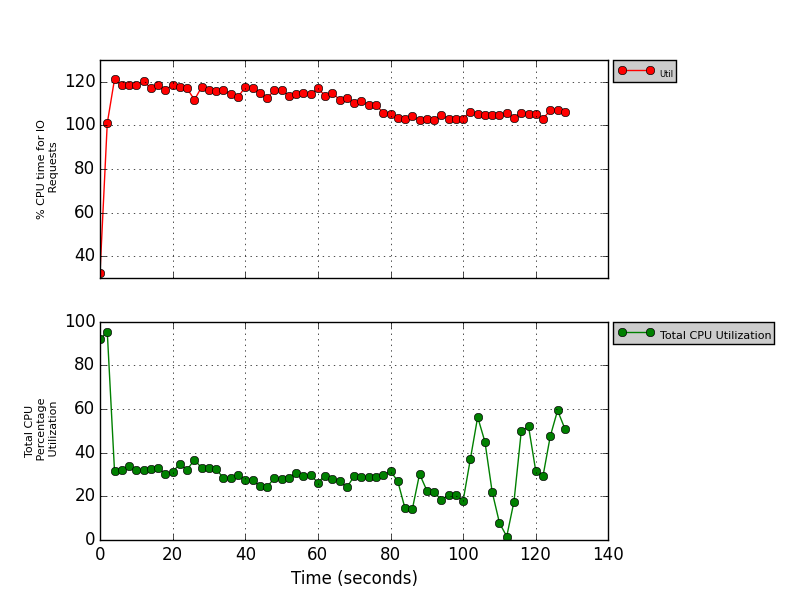 120
100
80
60
40
% CPU time for IO
Requests
Util
100
80
60
40
20
0
Total CPU
Percentage
Utilization
Total CPU Utilization
0 20 40 60 80 100 120 140
Time (seconds)